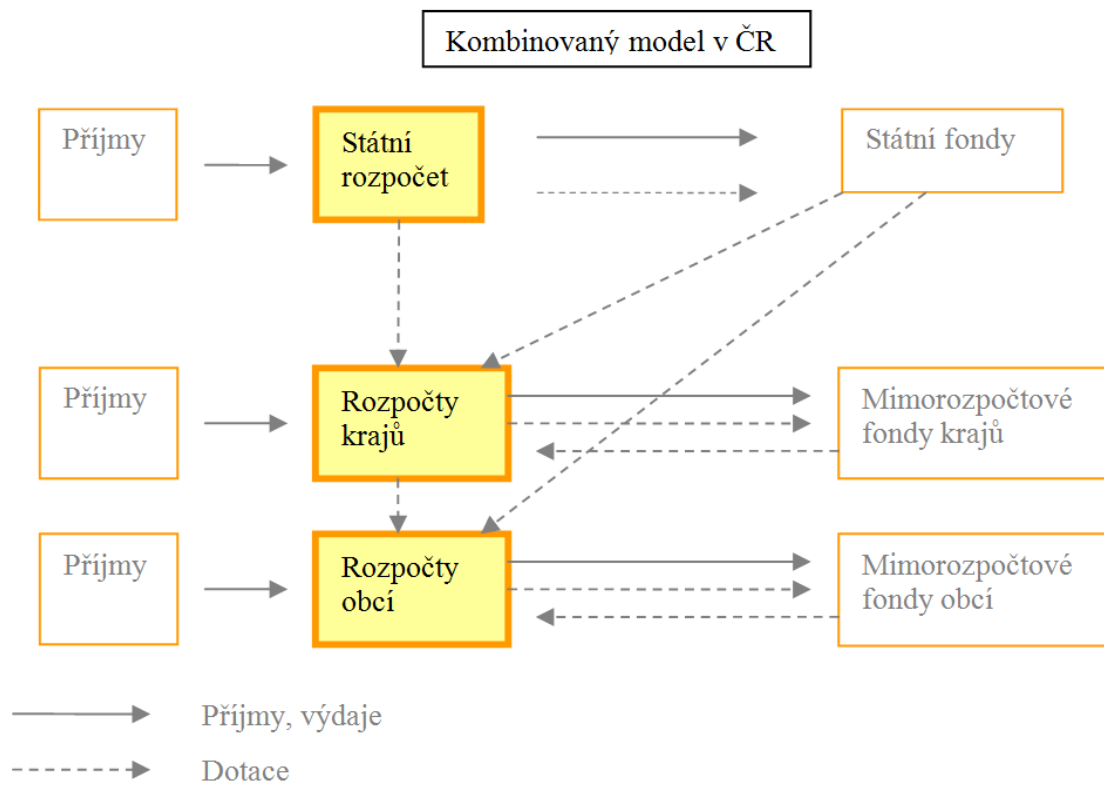 Kombinovaný model v ČR
Příjmy
Státní
rozpočet
Státní fondy
Příjmy
Rozpočty
krajů
Mimorozpočtové
fondy krajů
Příjmy
Rozpočty
obcí
Mimorozpočtové
fondy obcí
Příjmy, výdaje
Dotace